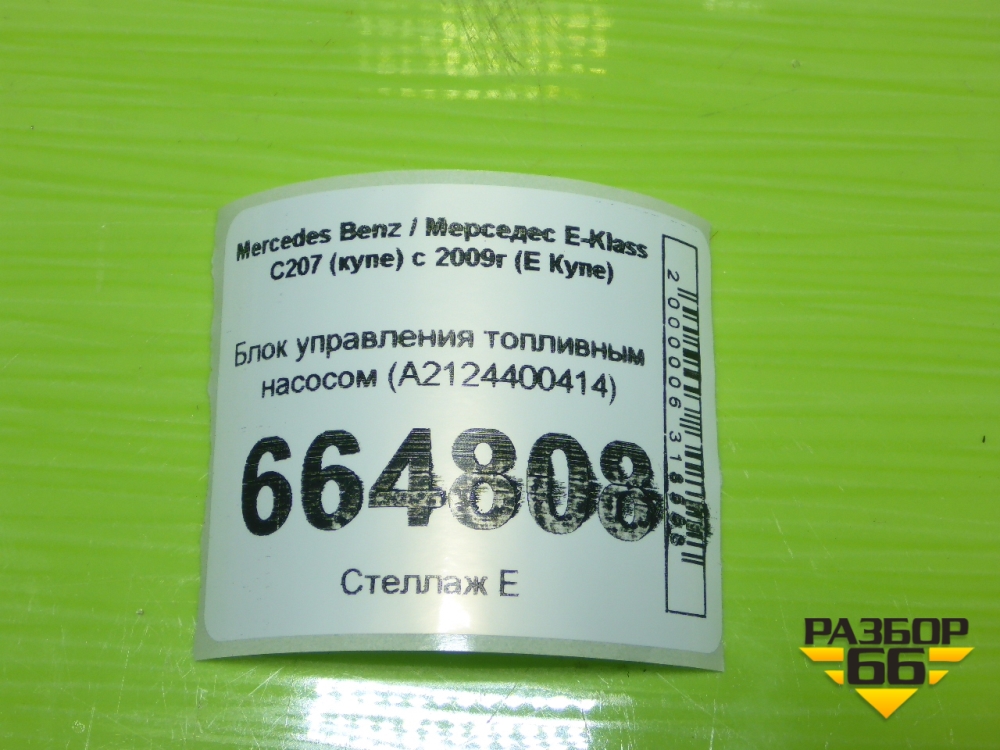 Mercedes Benz / Мерседес E-Klass
C207 (купе) с 2009г (Е Купе)
Блок управления топливным
насосом (A2124400414)
664808
Стеллаж Е
РАЗБОР
66